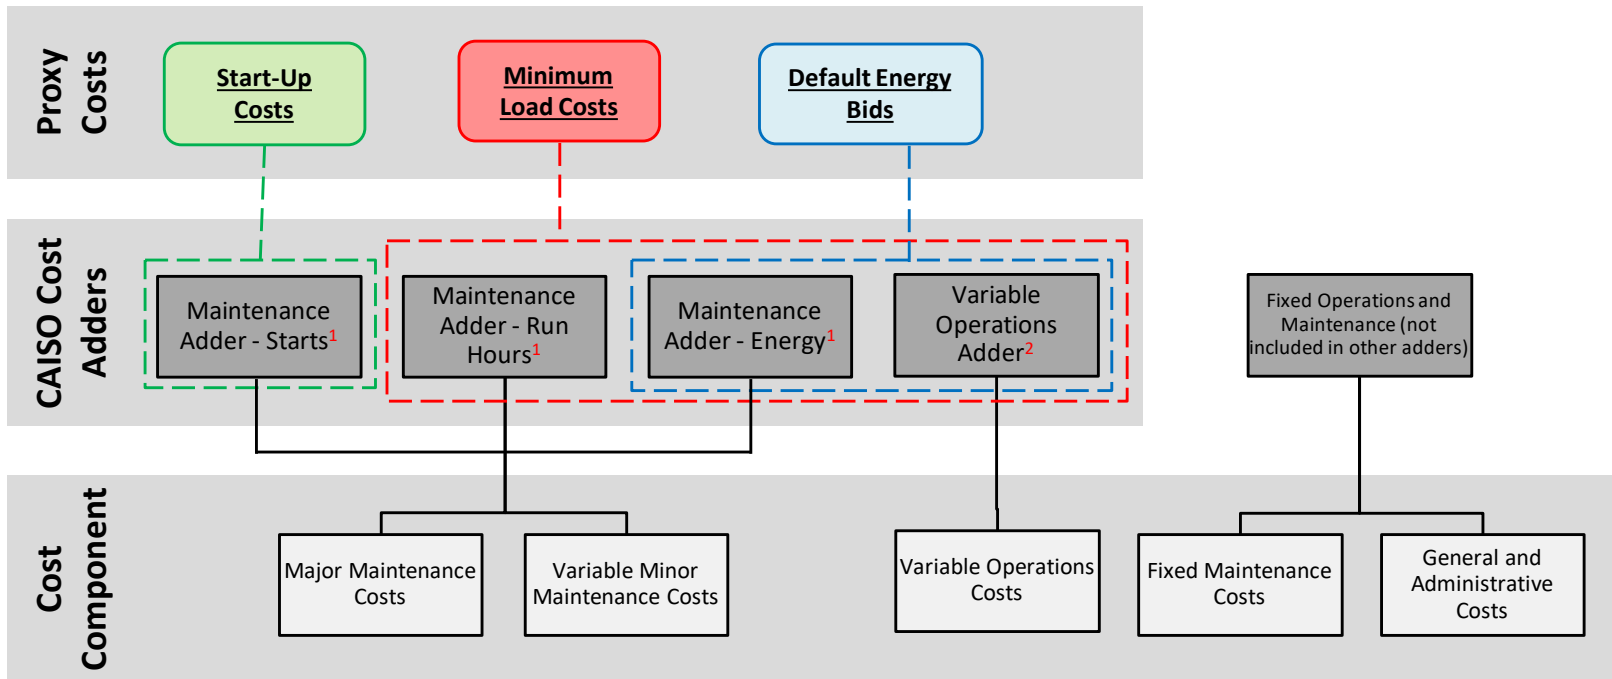 Proxy
Costs
Start-Up
Costs
Minimum
Load Costs
Default Energy
Bids
CAISO Cost
Adders
Maintenance
Adder - Starts1
Maintenance
Adder - Run
Hours1
Maintenance
Adder - Energy1
Variable
Operations
Adder2
Fixed Operations and
Maintenance (not
included in other adders)
Cost
Component
Major Maintenance
Costs
Variable Minor
Maintenance Costs
Variable Operations
Costs
Fixed Maintenance
Costs
General and
Administrative
Costs